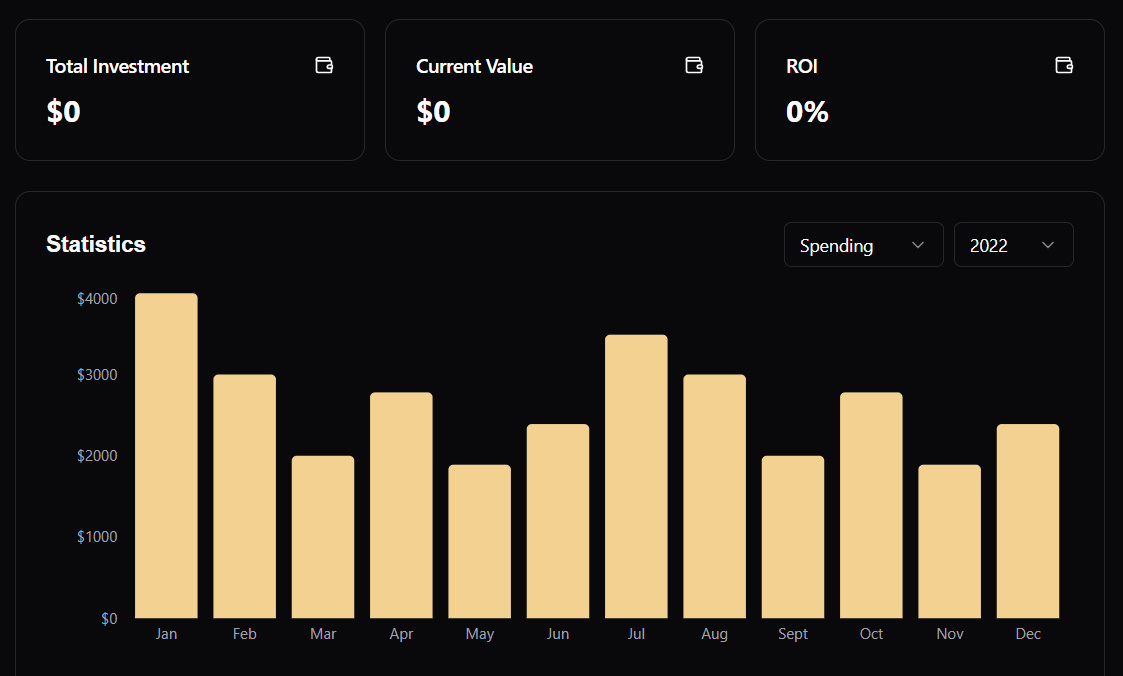 Total Investment
$0
Current Value
$0
ROI
0%
Statistics
Spending
2022
$4000
$3000
$2000
$1000
$0
Jan Feb Mar Apr May Jun Jul Aug Sept Oct Nov Dec